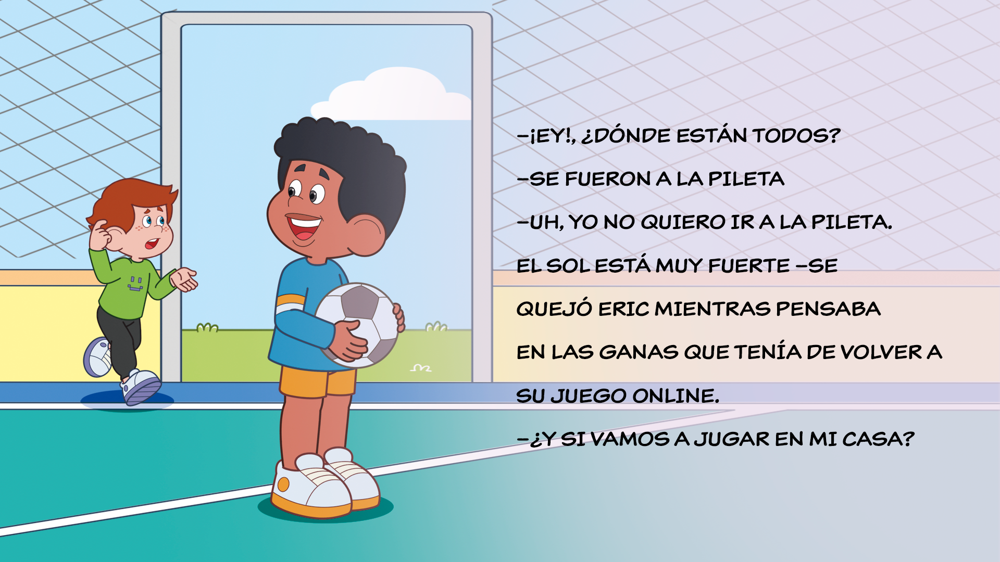 –¡EY!, ¿DÓNDE ESTÁN TODOS?
–SE FUERON A LA PILETA
–UH, YO NO QUIERO IR A LA PILETA.
EL SOL ESTÁ MUY FUERTE –SE
QUEJÓ ERIC MIENTRAS PENSABA
EN LAS GANAS QUE TENÍA DE VOLVER A
SU JUEGO ONLINE.
–¿Y SI VAMOS A JUGAR EN MI CASA?